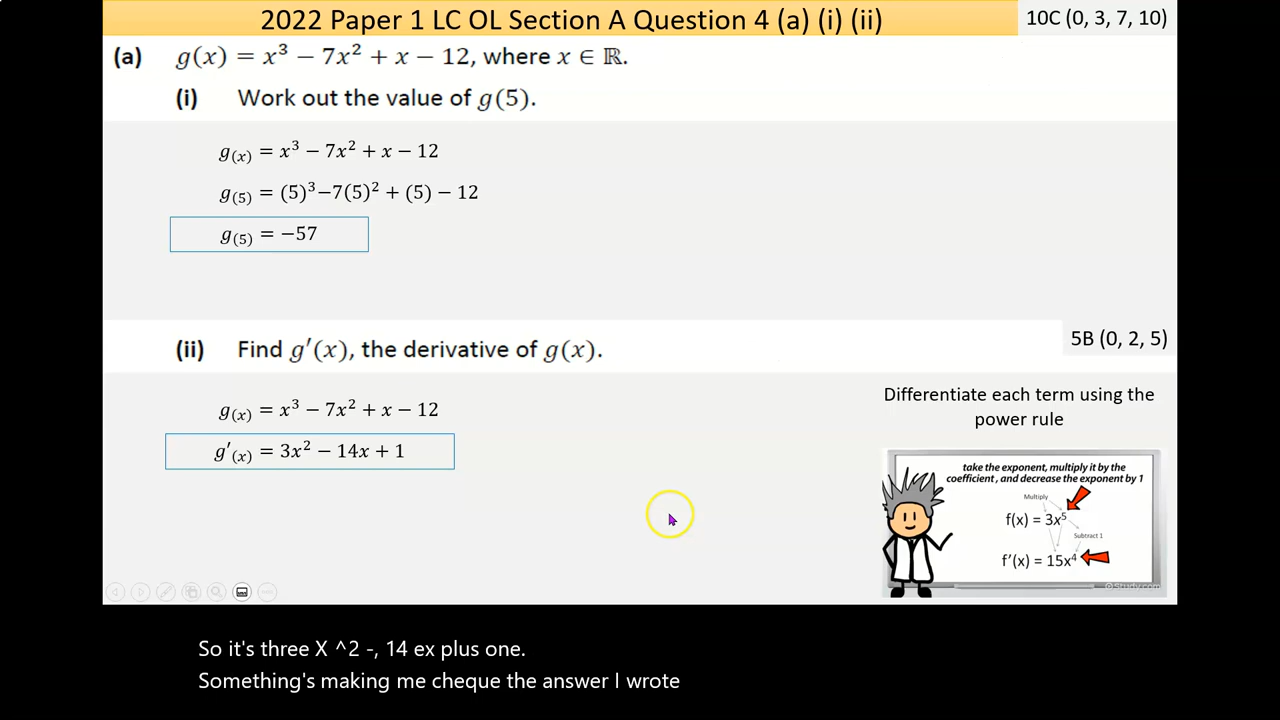 2022 Paper 1 LC OL Section A Question 4 (a) (i) (ii)
10C (0, 3, 7, 10)
(a) g(x) = x³ − 7x² + x − 12, where x ∈ ℝ.
(i) Work out the value of g(5).
g₍ₓ₎ = x³ − 7x² + x − 12
g₍₅₎ = (5)³−7(5)² + (5) − 12
g₍₅₎ = −57
5B (0, 2, 5)
(ii) Find g′(x), the derivative of g(x).
g₍ₓ₎ = x³ − 7x² + x − 12
g′₍ₓ₎ = 3x² − 14x + 1
Differentiate each term using the
power rule
take the exponent, multiply it by the
coefficient, and decrease the exponent by 1
Multiply
f(x) = 3x⁵
Subtract 1
f′(x) = 15x⁴
© Study.com
So it's three X ^2 -, 14 ex plus one.
Something's making me cheque the answer I wrote